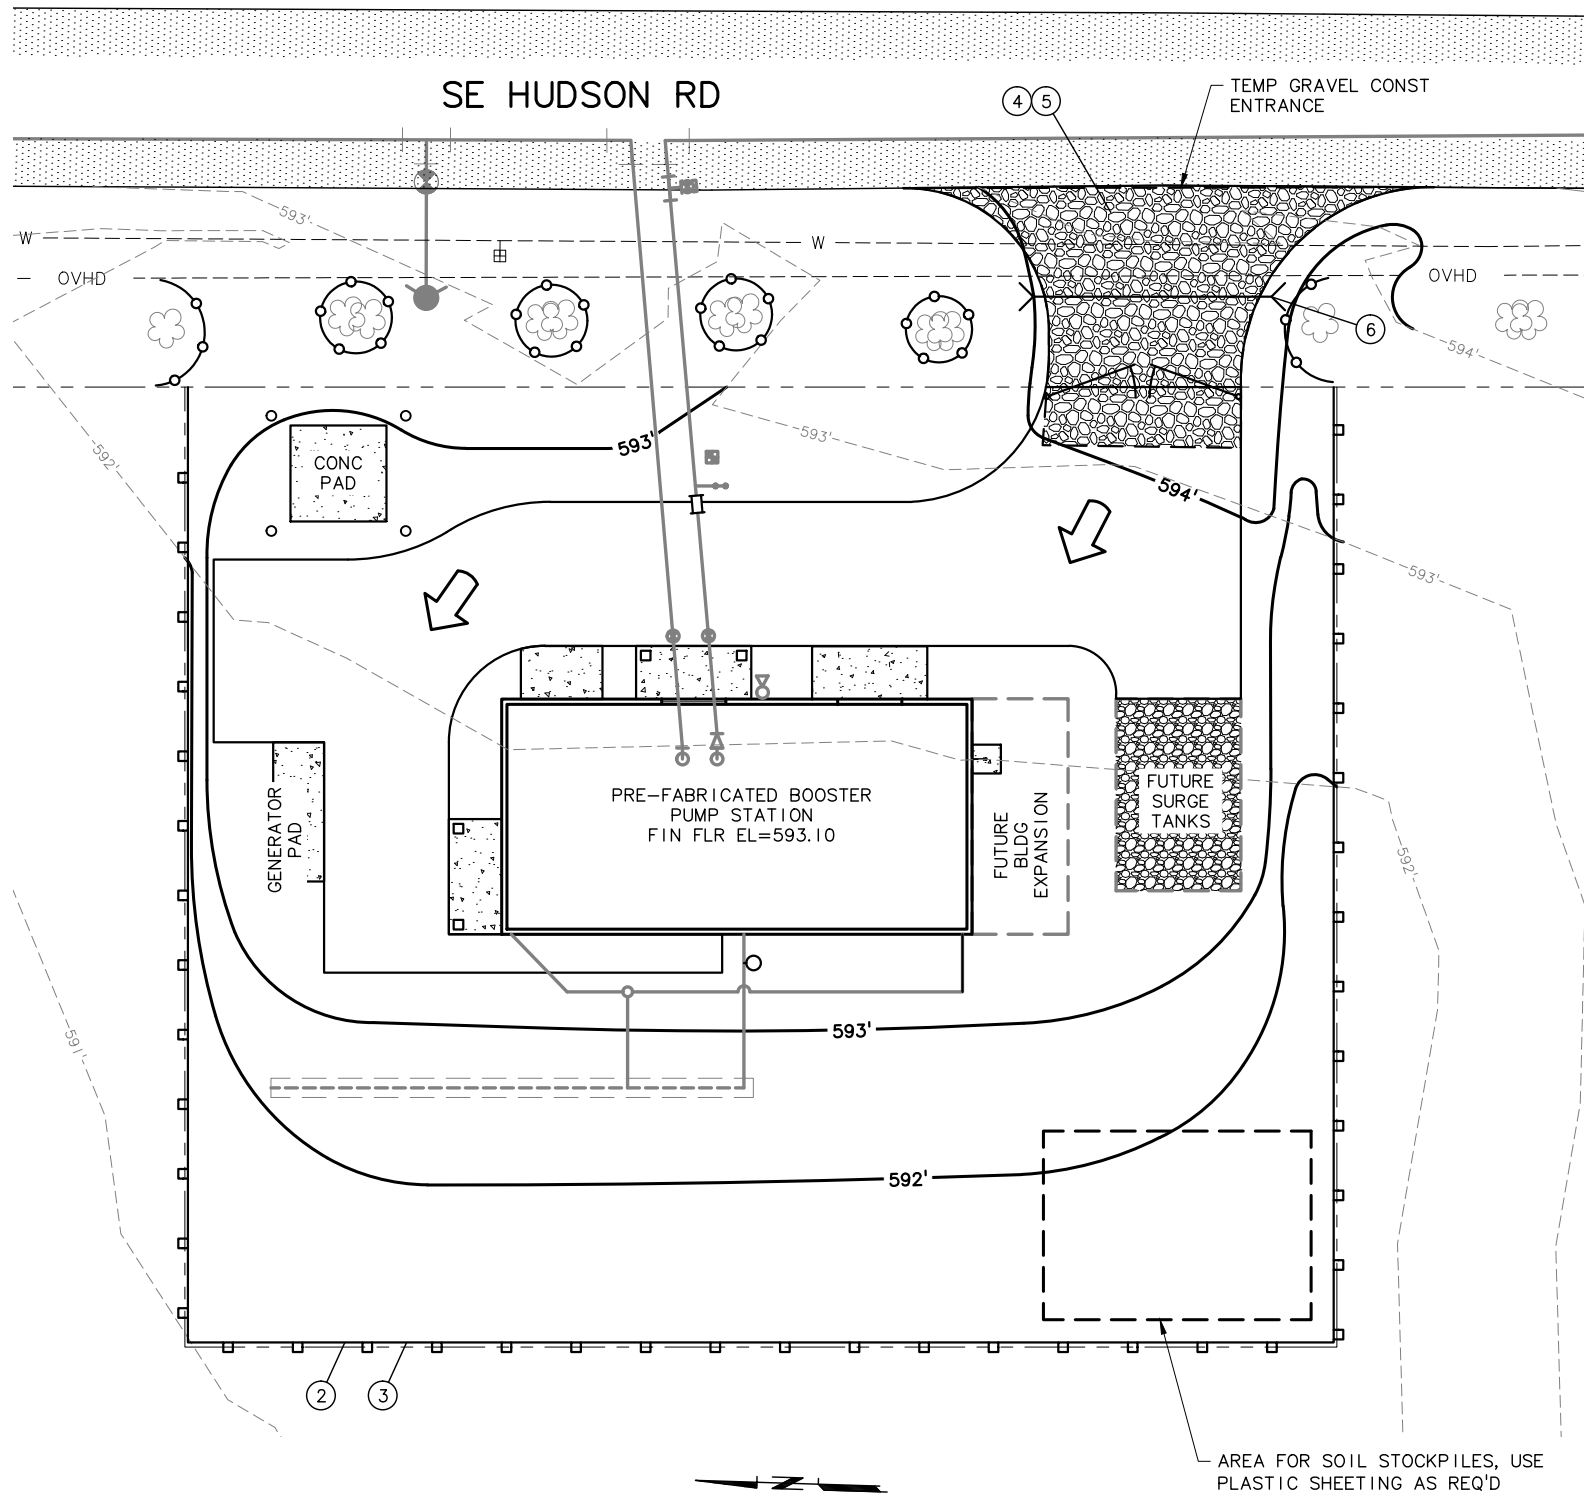 SE HUDSON RD
4
5
TEMP GRAVEL CONST
ENTRANCE
593'
W
W
OVHD
OVHD
6
594'
593'
593'
592'
CONC
PAD
594'
593'
PRE-FABRICATED BOOSTER
PUMP STATION
FIN FLR EL=593.10
GENERATOR
PAD
FUTURE
BLDG
EXPANSION
FUTURE
SURGE
TANKS
592'
591'
593'
592'
2
3
N
AREA FOR SOIL STOCKPILES, USE
PLASTIC SHEETING AS REQ'D